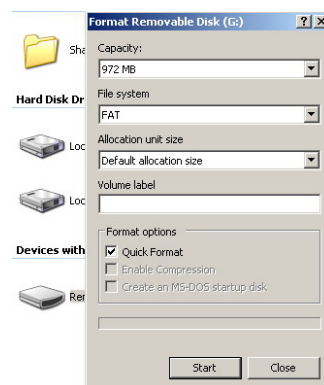 Format Removable Disk (G:)
Sha
Capacity:
972 MB
Hard Disk Dr
File system
FAT
Loc
Allocation unit size
Default allocation size
Volume label
Loc
Format options
Quick Format
Devices with
Enable Compression
Create an MS-DOS startup disk
Rer
Start Close